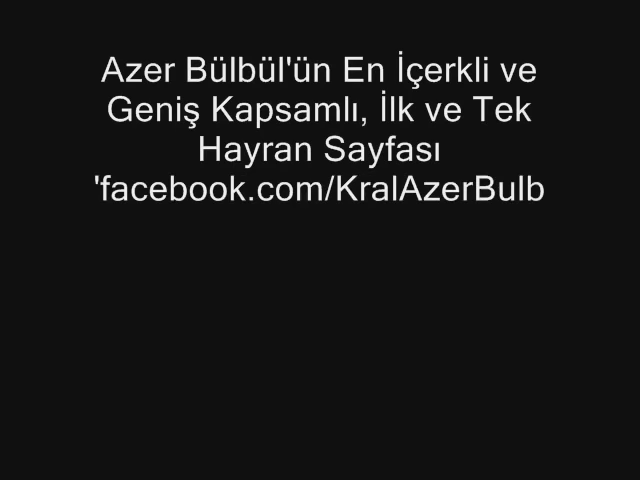 Azer Bülbül'ün En İçerkli ve
Geniş Kapsamlı, İlk ve Tek
Hayran Sayfası
'facebook.com/KralAzerBulb